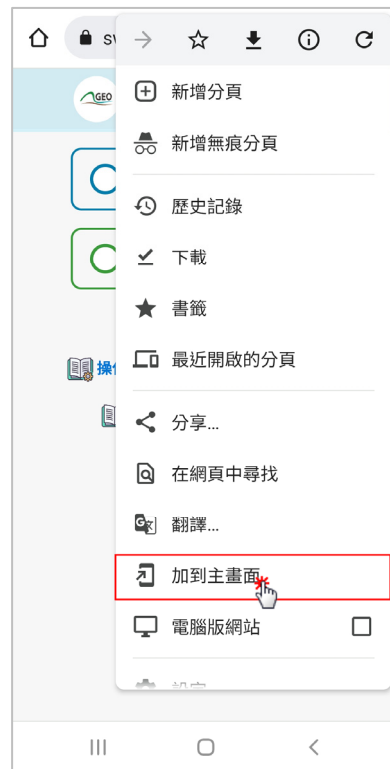 GEO
新增分頁
新增無痕分頁
歷史記錄
下載
書籤
最近開啟的分頁
操
分享...
在網頁中尋找
翻譯...
加到主畫面
電腦版網站